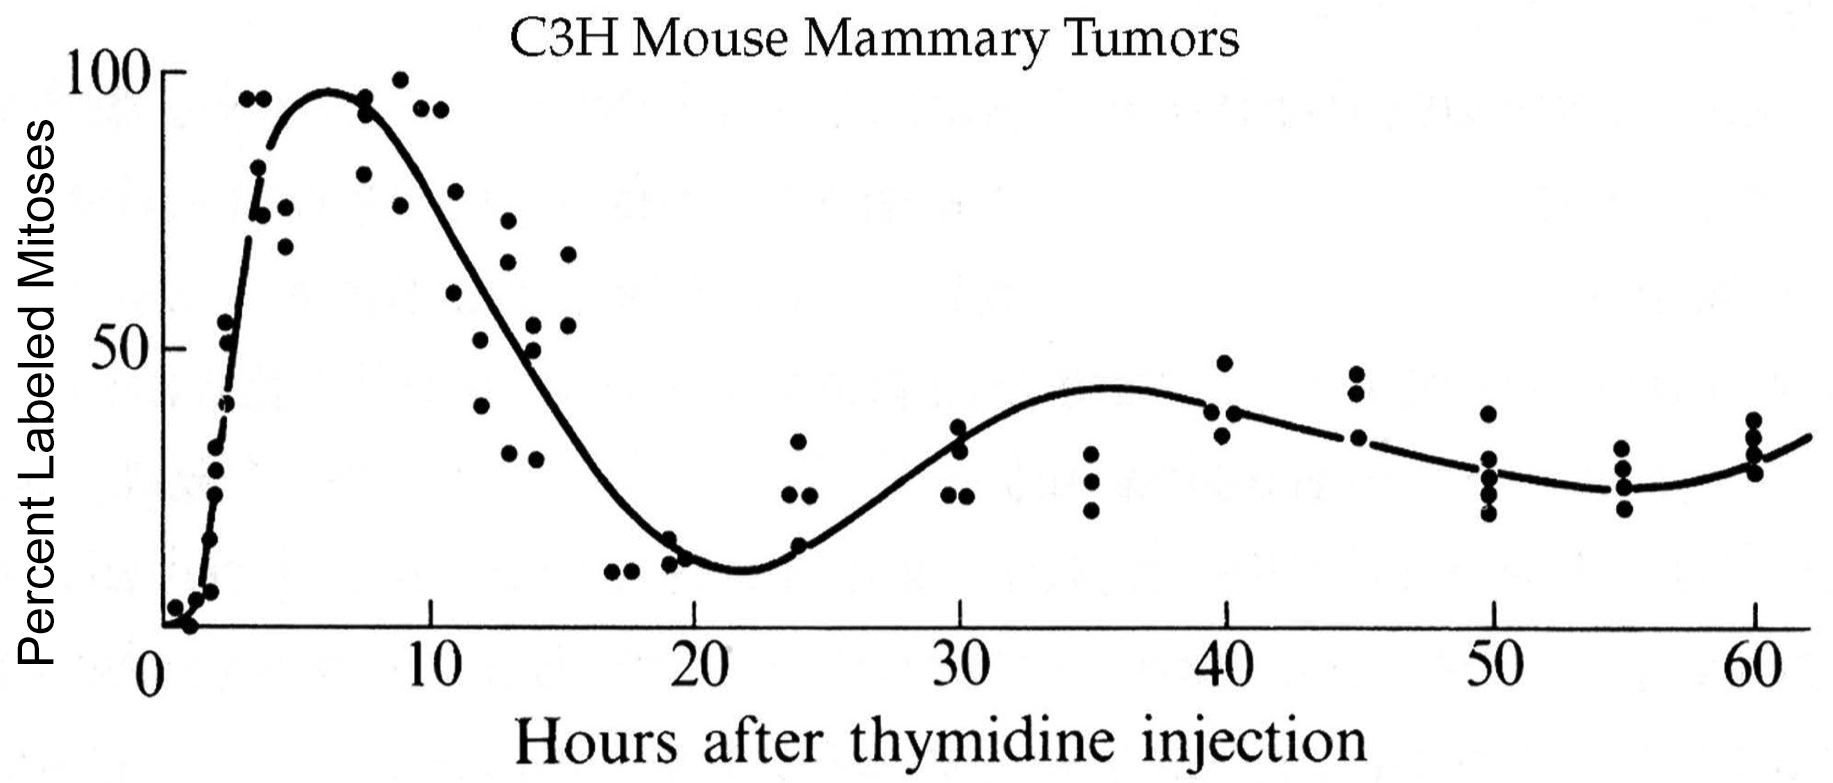 C3H Mouse Mammary Tumors
Percent Labeled Mitoses
100
50
0 10 20 30 40 50 60
Hours after thymidine injection